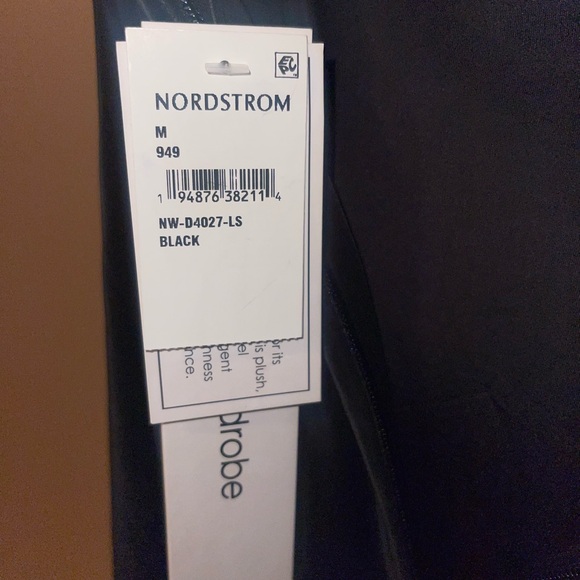 NORDSTROM
M
949
1 94876 38211 4
NW-D4027-LS
BLACK
or its
is plush,
el
gent
nness
nce.
drobe